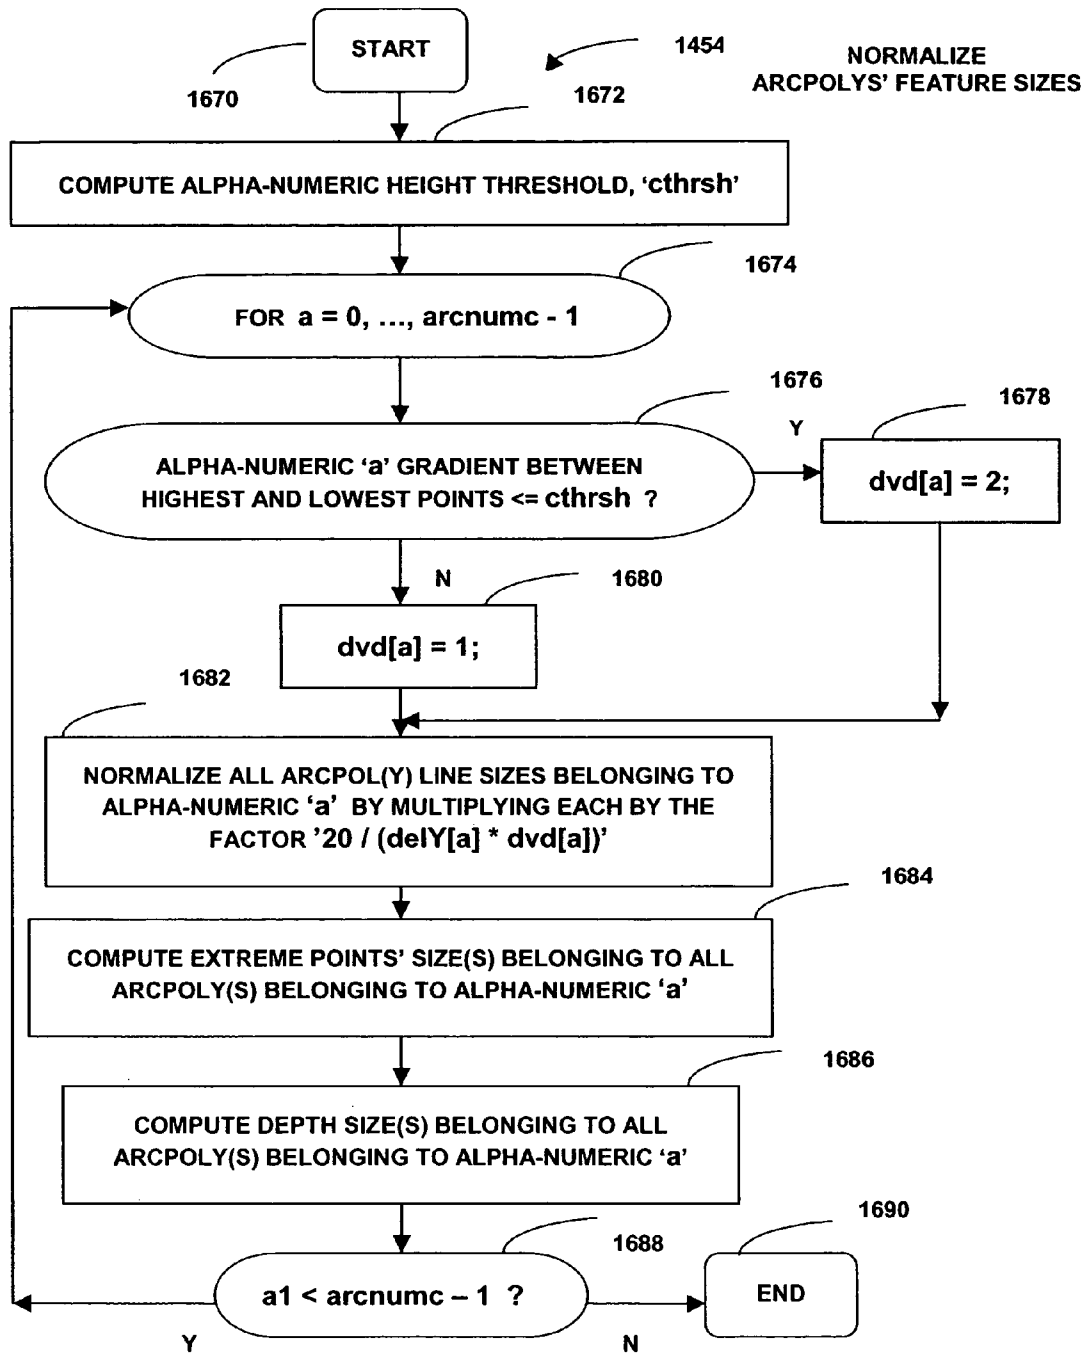 START
1670
1454
NORMALIZE
ARCPOLYS' FEATURE SIZES
1672
COMPUTE ALPHA-NUMERIC HEIGHT THRESHOLD, 'cthrsh'
1674
FOR a = 0, ..., arcnumc - 1
1676
ALPHA-NUMERIC 'a' GRADIENT BETWEEN
HIGHEST AND LOWEST POINTS <= cthrsh ?
Y
1678
dvd[a] = 2;
N
1680
dvd[a] = 1;
1682
NORMALIZE ALL ARCPOL(Y) LINE SIZES BELONGING TO
ALPHA-NUMERIC 'a' BY MULTIPLYING EACH BY THE
FACTOR '20 / (delY[a] * dvd[a])'
1684
COMPUTE EXTREME POINTS' SIZE(S) BELONGING TO ALL
ARCPOLY(S) BELONGING TO ALPHA-NUMERIC 'a'
1686
COMPUTE DEPTH SIZE(S) BELONGING TO ALL
ARCPOLY(S) BELONGING TO ALPHA-NUMERIC 'a'
1688
a1 < arcnumc – 1 ?
Y
N
1690
END